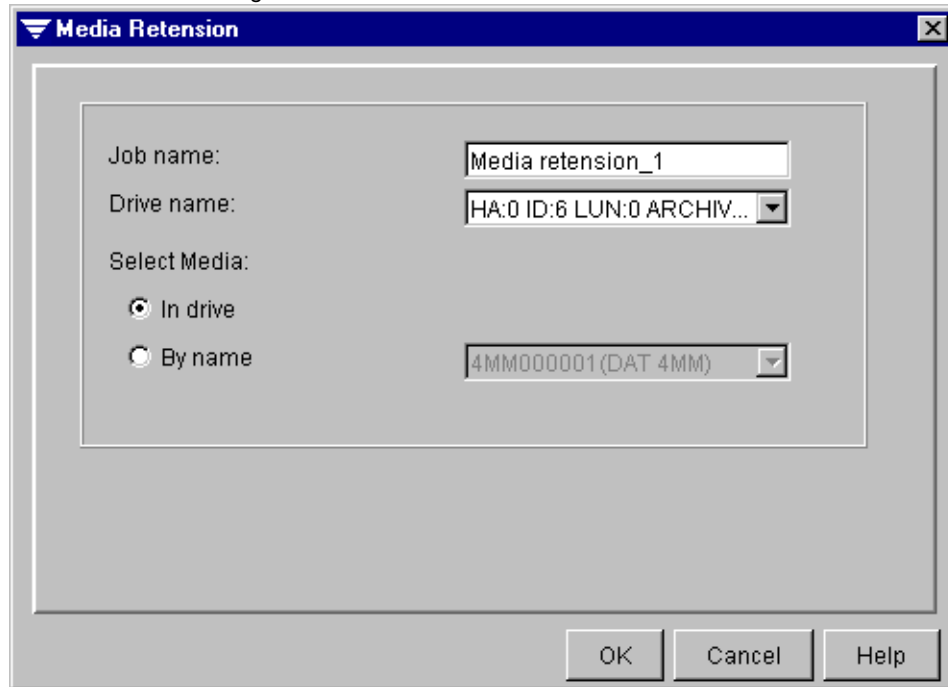 Media Retension
Job name:
Media retension_1
Drive name:
HA:0 ID:6 LUN:0 ARCHIV...
Select Media:
In drive
By name
4MM000001(DAT 4MM)
OK
Cancel
Help